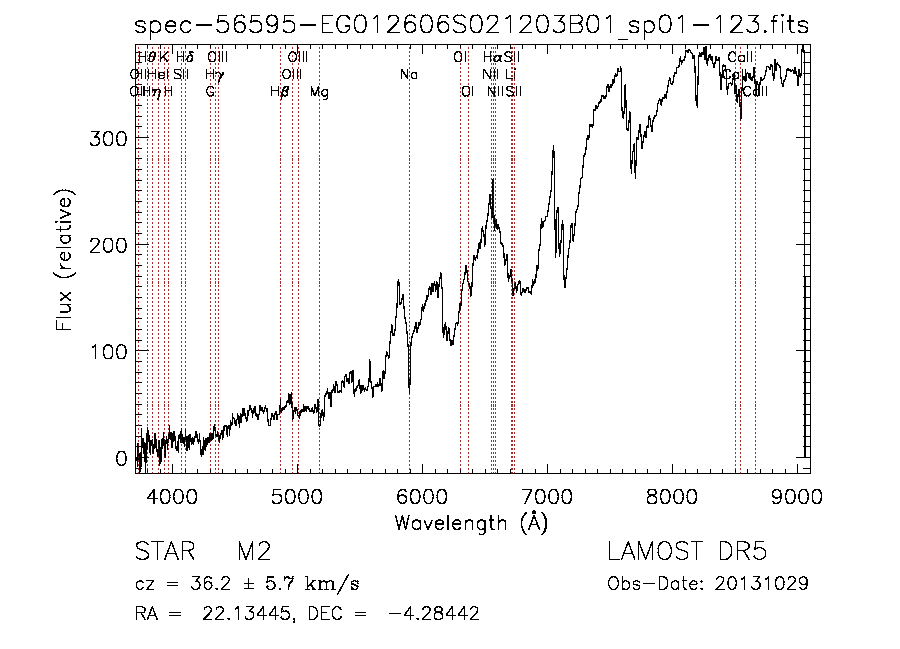 spec-56595-EG012606S021203B01_sp01-123.fits
Hθ K Hδ OIII OIII OI Hα SII CaII
OII HeI SII Hγ OIII Na NII Li
OII Hη H G Hβ Mg OI NII SII CaII
300
200
100
0
Flux (relative)
4000 5000 6000 7000 8000 9000
Wavelength (Å)
STAR M2 LAMOST DR5
cz = 36.2 ± 5.7 km/s Obs-Date: 20131029
RA = 22.13445, DEC = -4.28442